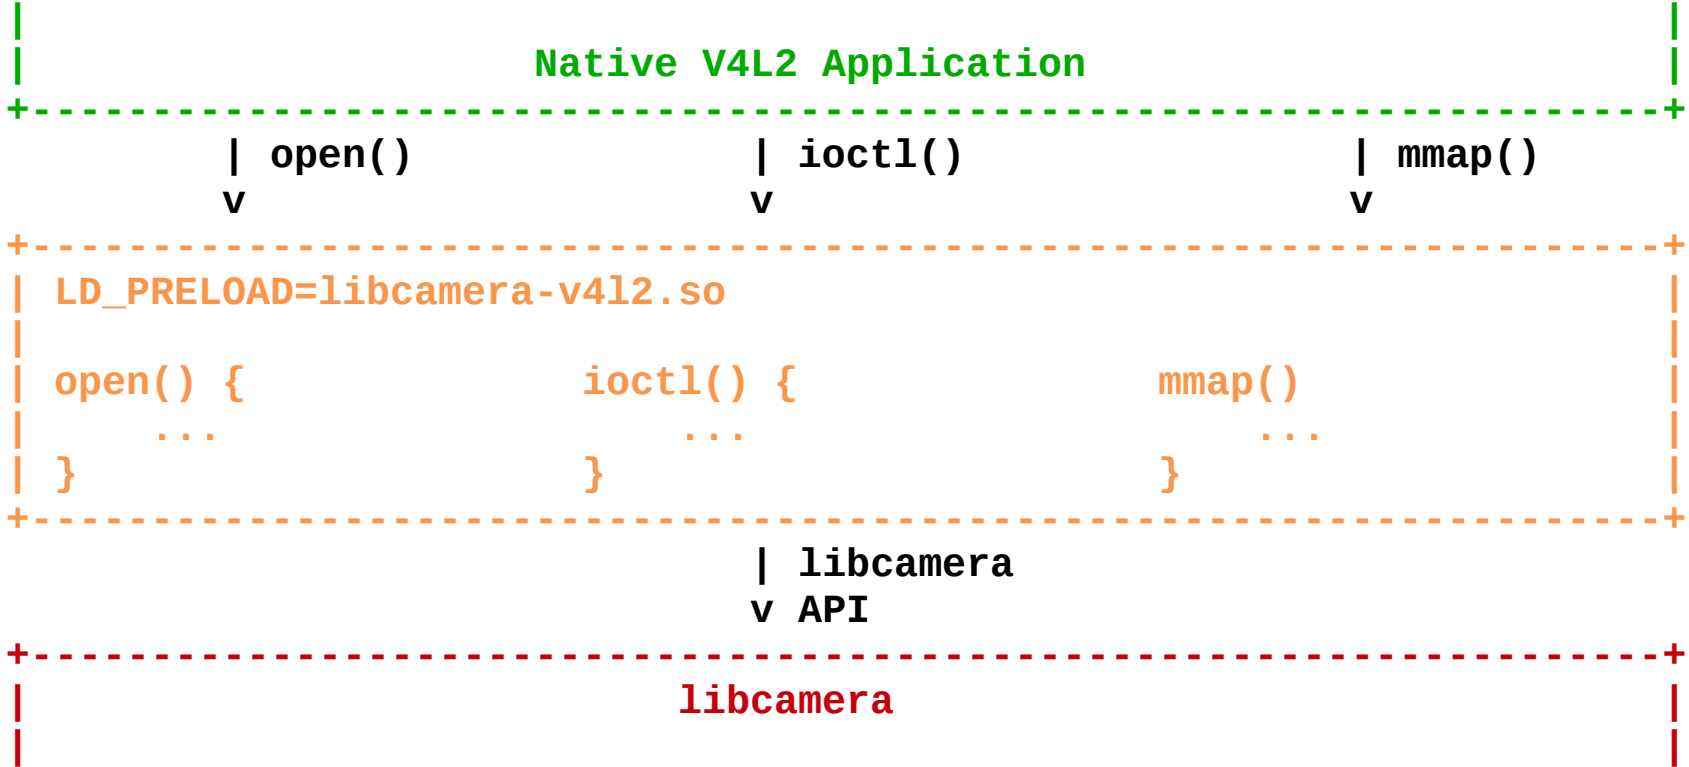 |                                                                    |
|                     Native V4L2 Application                        |
+--------------------------------------------------------------------+
         | open()              | ioctl()                | mmap()
         v                     v                        v
+--------------------------------------------------------------------+
| LD_PRELOAD=libcamera-v4l2.so                                       |
|                                                                    |
| open() {              ioctl() {               mmap()               |
|     ...                   ...                     ...              |
| }                     }                       }                    |
+--------------------------------------------------------------------+
                               | libcamera
                               v API
+--------------------------------------------------------------------+
|                           libcamera                                |
|                                                                    |